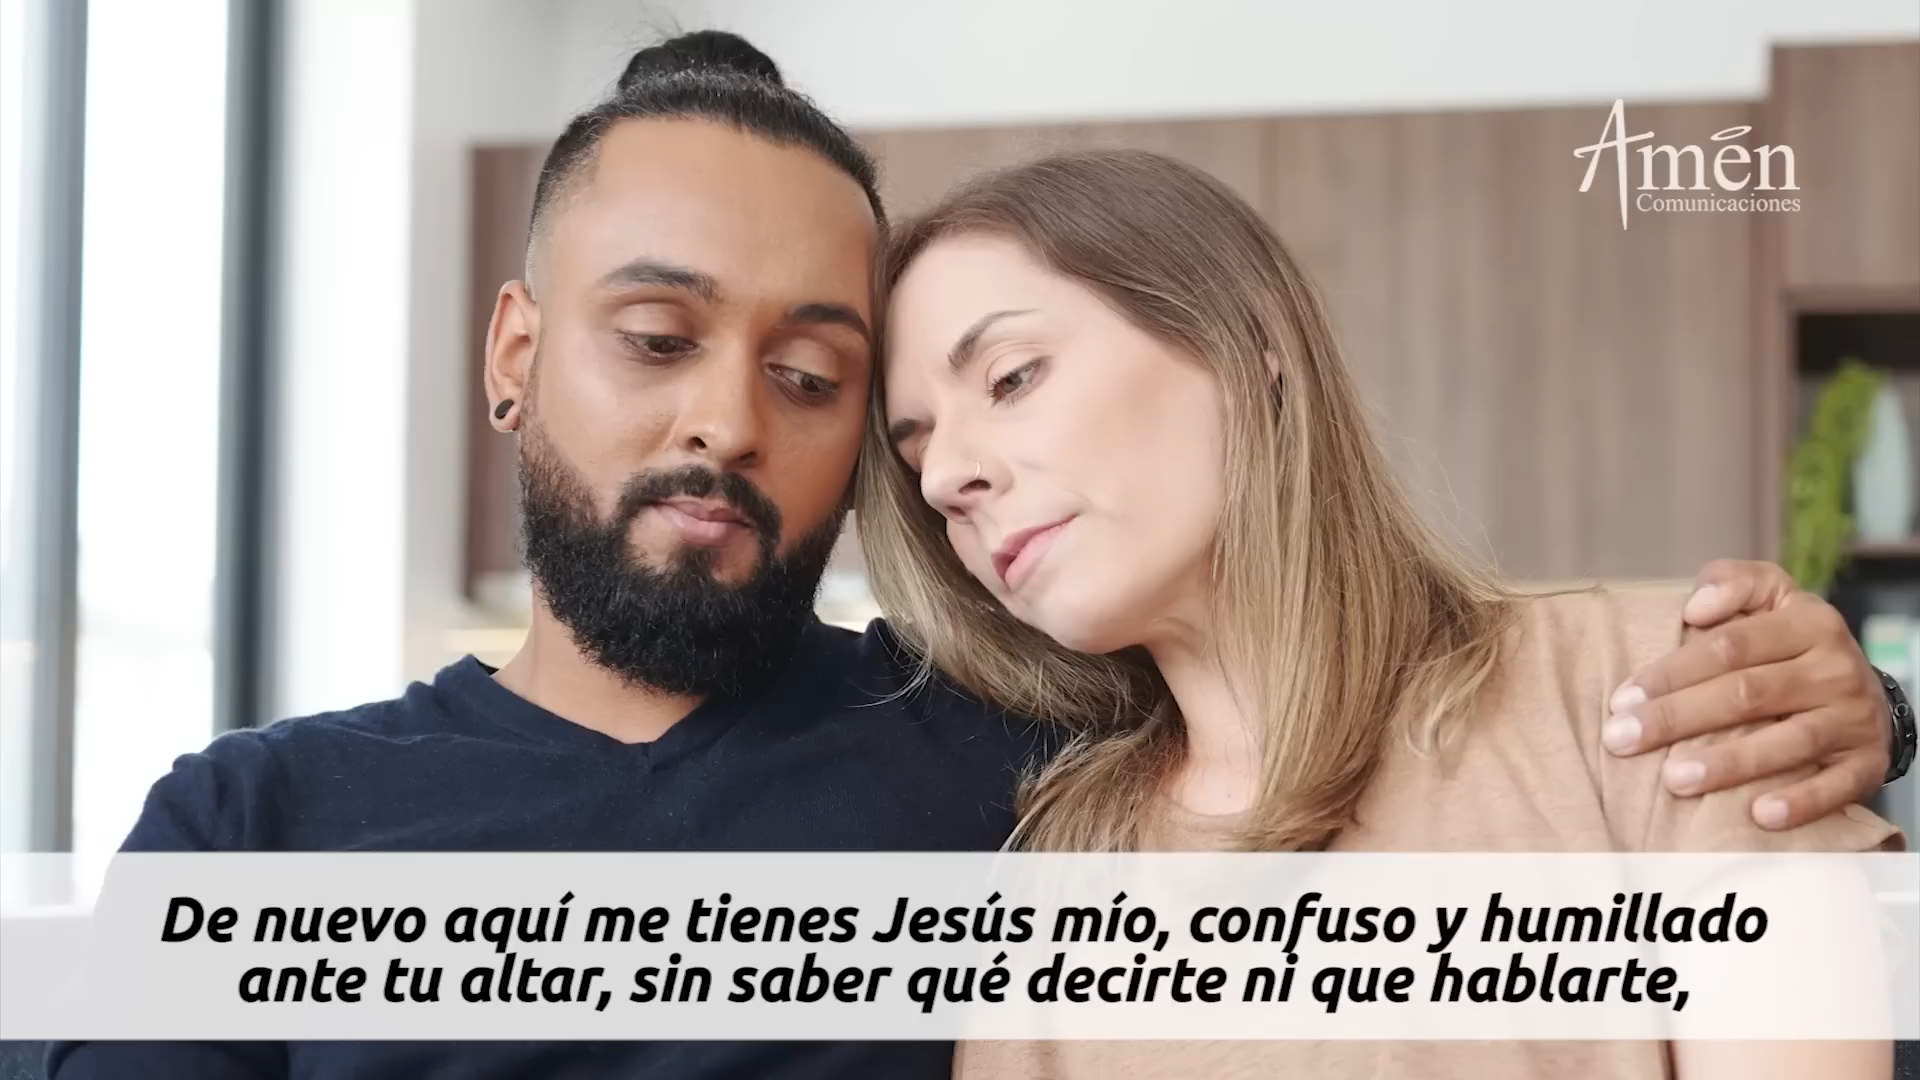 Amén
Comunicaciones
De nuevo aquí me tienes Jesús mío, confuso y humillado
ante tu altar, sin saber qué decirte ni que hablarte,